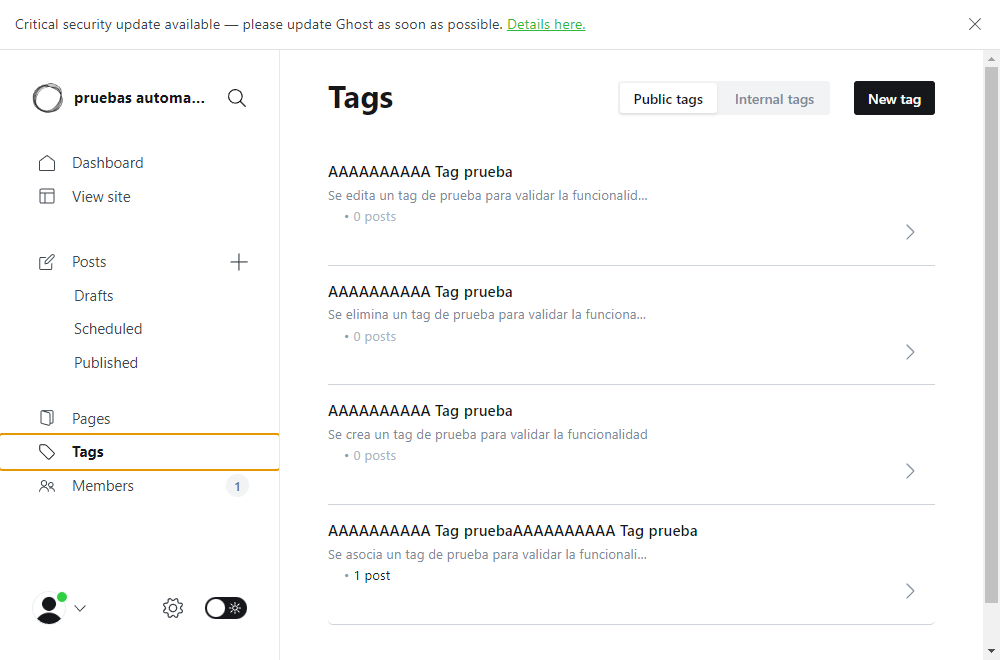 Critical security update available — please update Ghost as soon as possible. Details here.
pruebas automa...
Dashboard
View site
Posts
Drafts
Scheduled
Published
Pages
Tags
Members
1
Tags
Public tags
Internal tags
New tag
AAAAAAAAAA Tag prueba
Se edita un tag de prueba para validar la funcionalid...
• 0 posts
AAAAAAAAAA Tag prueba
Se elimina un tag de prueba para validar la funciona...
• 0 posts
AAAAAAAAAA Tag prueba
Se crea un tag de prueba para validar la funcionalidad
• 0 posts
AAAAAAAAAA Tag pruebaAAAAAAAAAA Tag prueba
Se asocia un tag de prueba para validar la funcionali...
• 1 post